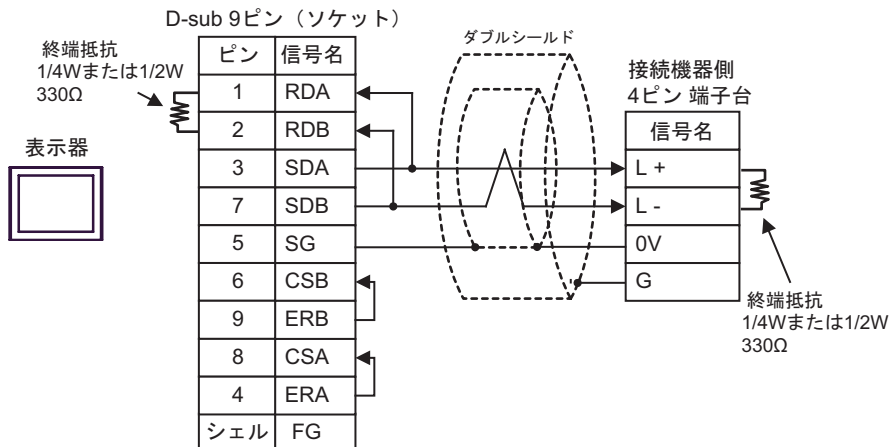 D-sub 9ピン（ソケット）
ダブルシールド
終端抵抗
1/4Wまたは1/2W
330Ω
表示器
ピン 信号名
1 RDA
2 RDB
3 SDA
7 SDB
5 SG
6 CSB
9 ERB
8 CSA
4 ERA
シェル FG
接続機器側
4ピン 端子台
信号名
L +
L -
0V
G
終端抵抗
1/4Wまたは1/2W
330Ω